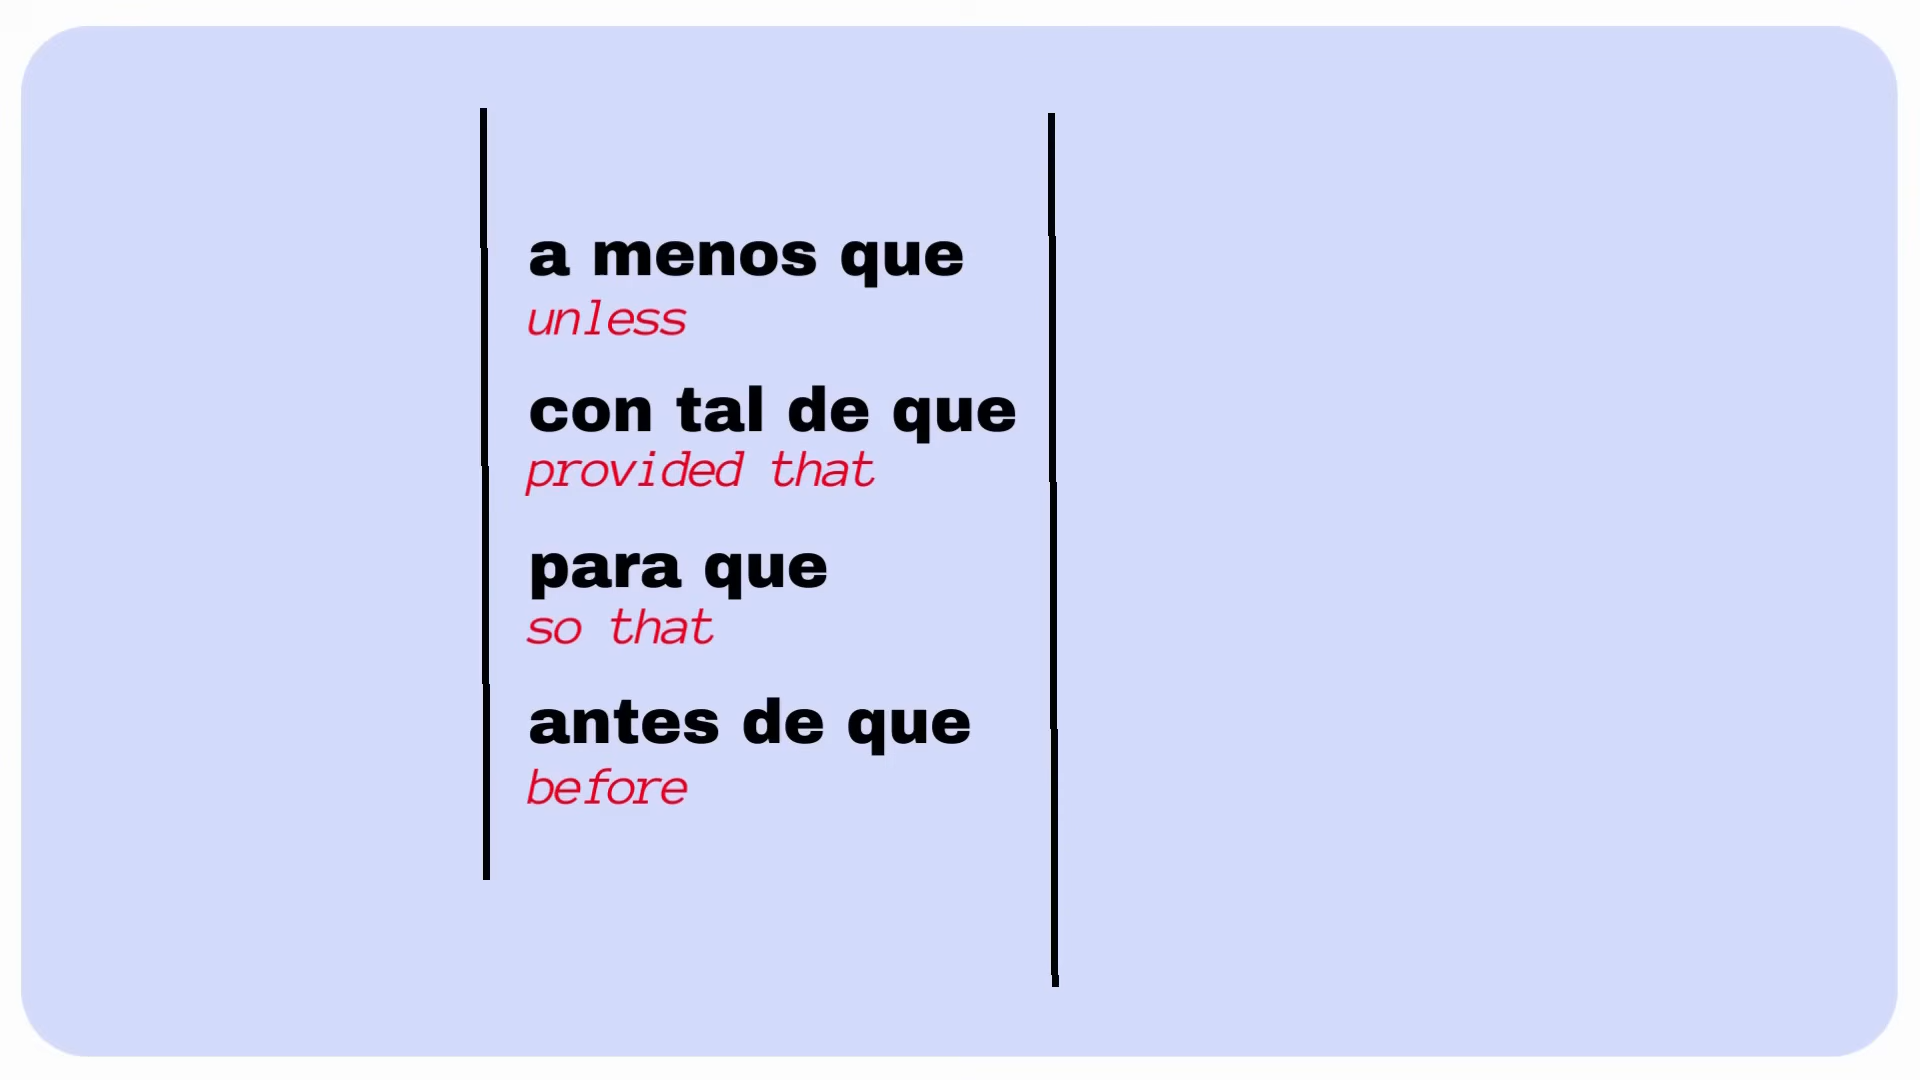 a menos que
unless
con tal de que
provided that
para que
so that
antes de que
before